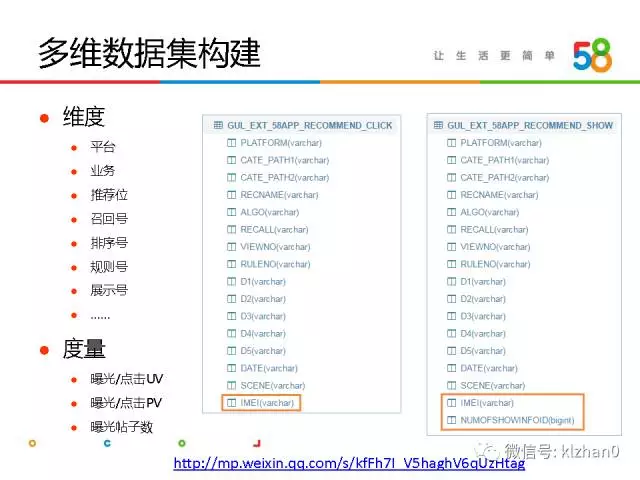 多维数据集构建
让生活更简单
58
维度
平台
业务
推荐位
召回号
排序号
规则号
展示号
......
度量
曝光/点击UV
曝光/点击PV
曝光帖子数
GUL_EXT_58APP_RECOMMEND_CLICK
PLATFORM(varchar)
CATE_PATH1(varchar)
CATE_PATH2(varchar)
RECNAME(varchar)
ALGO(varchar)
RECALL(varchar)
VIEWNO(varchar)
RULENO(varchar)
D1(varchar)
D2(varchar)
D3(varchar)
D4(varchar)
D5(varchar)
DATE(varchar)
SCENE(varchar)
IMEI(varchar)
GUL_EXT_58APP_RECOMMEND_SHOW
PLATFORM(varchar)
CATE_PATH1(varchar)
CATE_PATH2(varchar)
RECNAME(varchar)
ALGO(varchar)
RECALL(varchar)
VIEWNO(varchar)
RULENO(varchar)
D1(varchar)
D2(varchar)
D3(varchar)
D4(varchar)
D5(varchar)
DATE(varchar)
SCENE(varchar)
IMEI(varchar)
NUMOFSHOWINFOID(bigint)
微信号: klzhan0
http://mp.weixin.qq.com/s/kfFh7I_V5haghV6qUzHtag